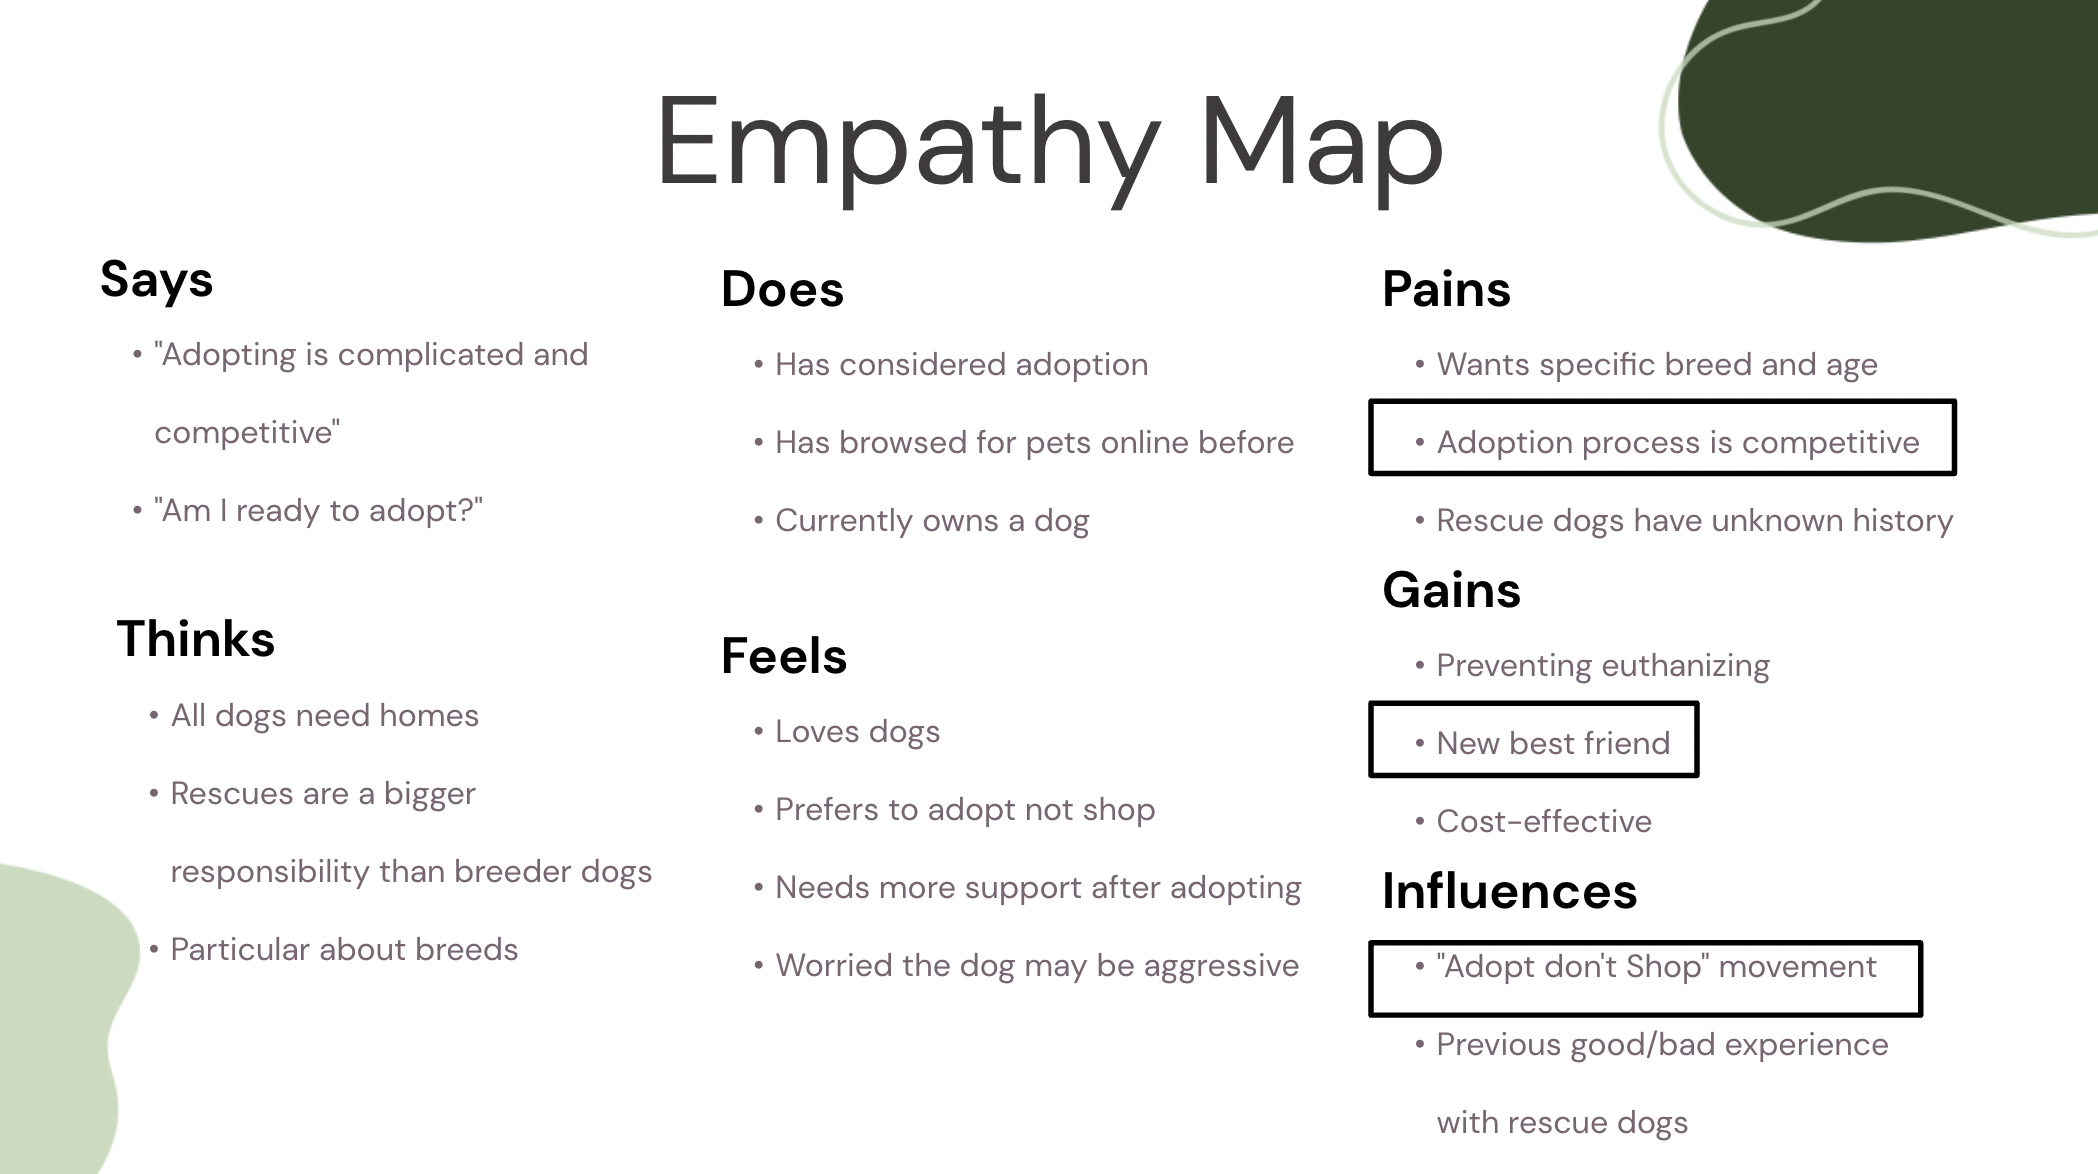 Empathy Map
Says
• "Adopting is complicated and
competitive"
• "Am I ready to adopt?"
Thinks
• All dogs need homes
• Rescues are a bigger
responsibility than breeder dogs
• Particular about breeds
Does
• Has considered adoption
• Has browsed for pets online before
• Currently owns a dog
Feels
• Loves dogs
• Prefers to adopt not shop
• Needs more support after adopting
• Worried the dog may be aggressive
Pains
• Wants specific breed and age
• Adoption process is competitive
• Rescue dogs have unknown history
Gains
• Preventing euthanizing
• New best friend
• Cost-effective
Influences
• "Adopt don't Shop" movement
• Previous good/bad experience
with rescue dogs